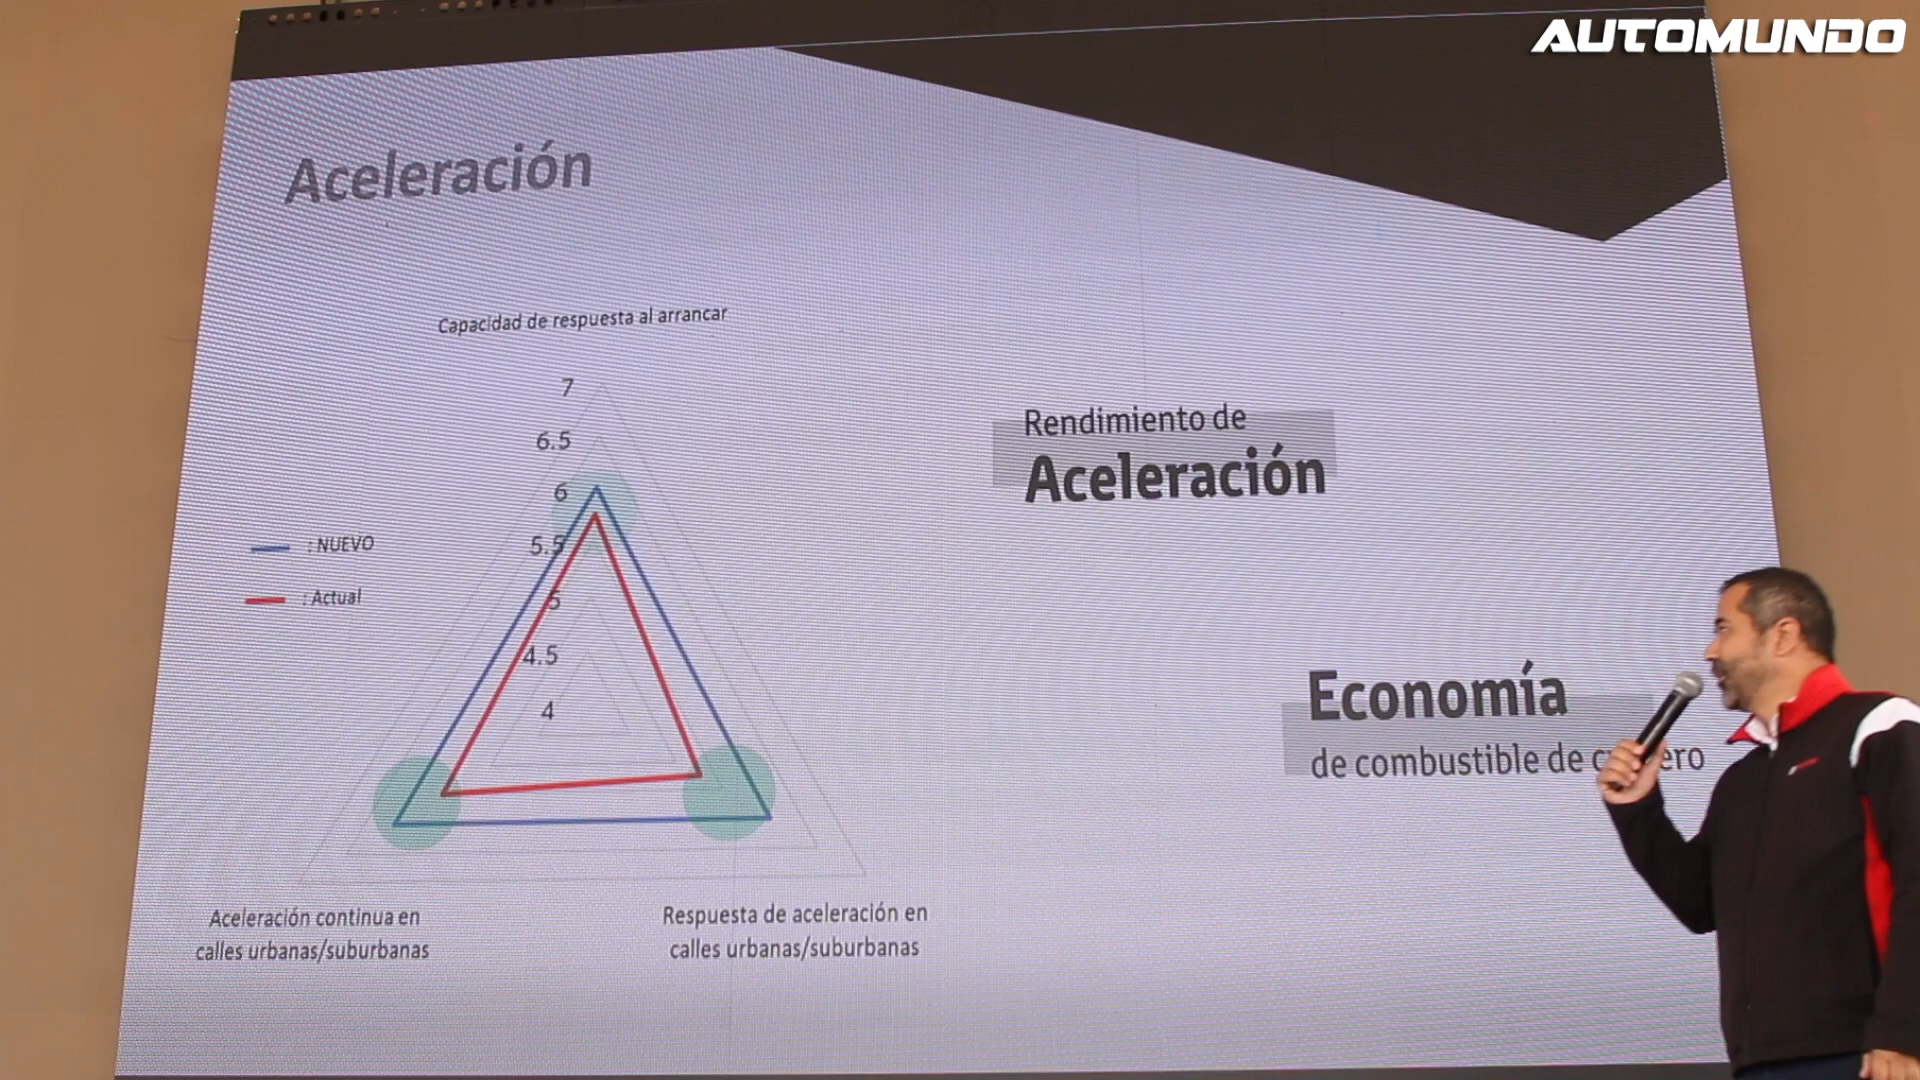 AUTOMUNDO
Aceleración
Capacidad de respuesta al arrancar
7
6.5
6
5.5
5
4.5
4
: NUEVO
: Actual
Aceleración continua en
calles urbanas/suburbanas
Respuesta de aceleración en
calles urbanas/suburbanas
Rendimiento de
Aceleración
Economía
de combustible de